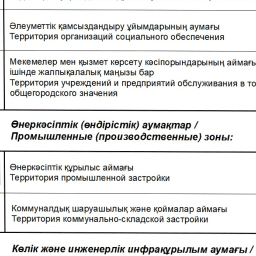 Әлеуметтік қамсыздандыру ұйымдарының аумағы
Территория организаций социального обеспечения
Мекемелер мен қызмет көрсету кәсіпорындарының аймағы
ішінде жалпықалалық маңызы бар
Территория учреждений и предприятий обслуживания в
общегородского значения
Өнеркәсіптік (өндірістік) аумақтар /
Промышленные (производственные) зоны:
Өнеркәсіптік құрылыс аймағы
Территория промышленной застройки
Коммуналдық шаруашылық және қоймалар аймағы
Территория коммунально-складской застройки
Көлік және инженерлік инфрақұрылым аумағы /